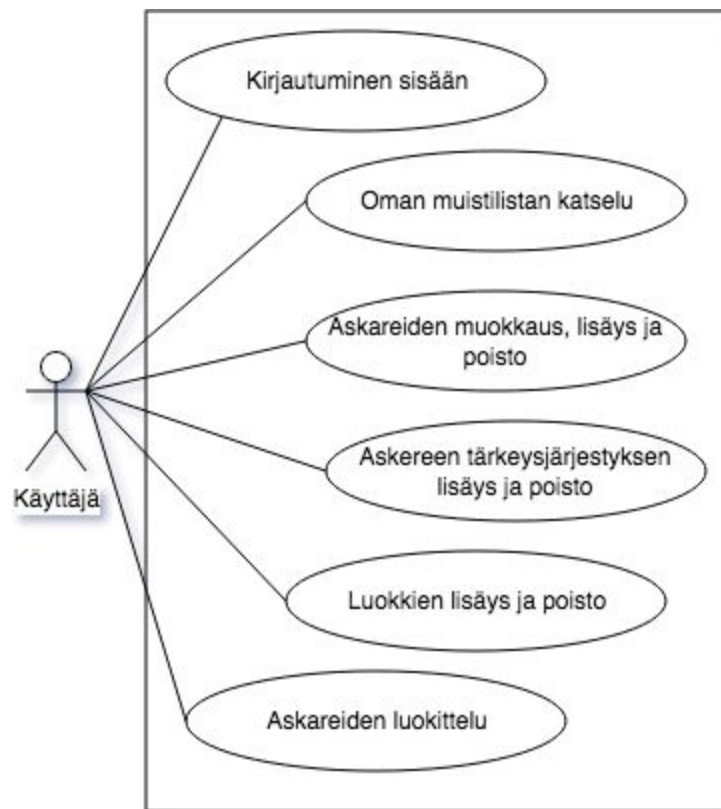 Kirjautuminen sisään
Oman muistilistan katselu
Askareiden muokkaus, lisäys ja
poisto
Askereen tärkeysjärjestyksen
lisäys ja poisto
Käyttäjä
Luokkien lisäys ja poisto
Askareiden luokittelu